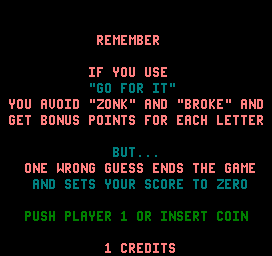 REMEMBER
IF YOU USE
"GO FOR IT"
YOU AVOID "ZONK" AND "BROKE" AND
GET BONUS POINTS FOR EACH LETTER
BUT...
ONE WRONG GUESS ENDS THE GAME
AND SETS YOUR SCORE TO ZERO
PUSH PLAYER 1 OR INSERT COIN
1 CREDITS